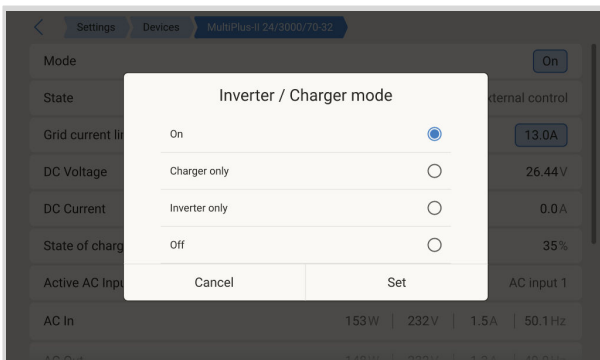 Settings Devices MultiPlus-II 24/3000/70-32
Mode On
Inverter / Charger mode
State xternal control
On
Grid current lir 13.0A
Charger only
DC Voltage 26.44V
Inverter only
DC Current 0.0A
Off
State of charg 35%
Cancel Set
Active AC Inpu AC input 1
AC In 153W 232V 1.5A 50.1Hz